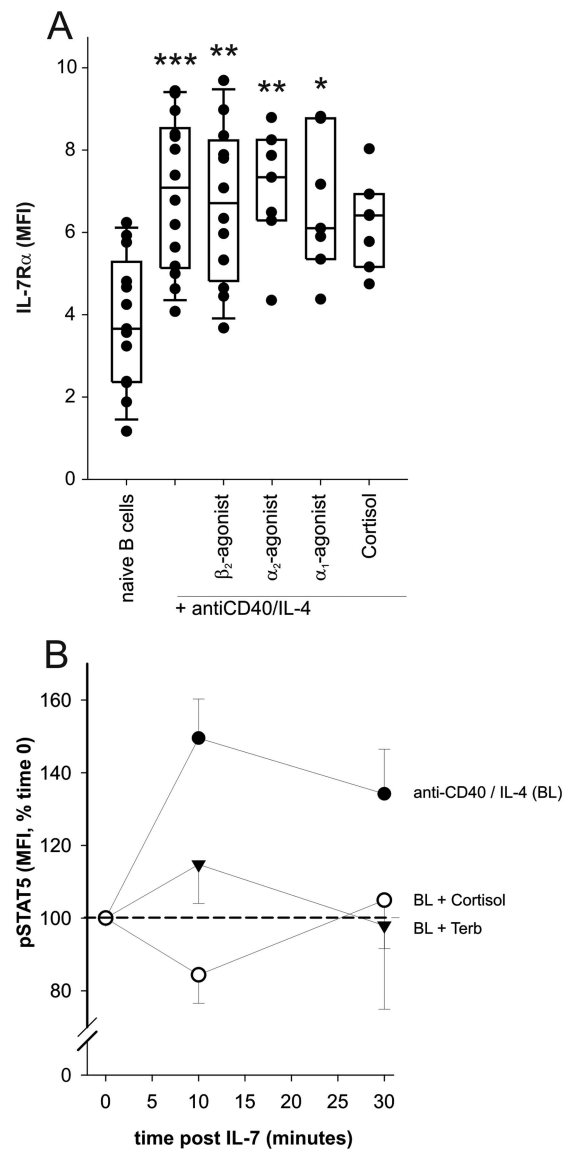 A
***
**
**
*
10
8
6
4
2
0
IL-7Rα (MFI)
naive B cells
β2-agonist
α2-agonist
α1-agonist
Cortisol
+ antiCD40/IL-4
B
160
140
120
100
80
0
pSTAT5 (MFI, % time 0)
anti-CD40 / IL-4 (BL)
BL + Cortisol
BL + Terb
0 5 10 15 20 25 30
time post IL-7 (minutes)